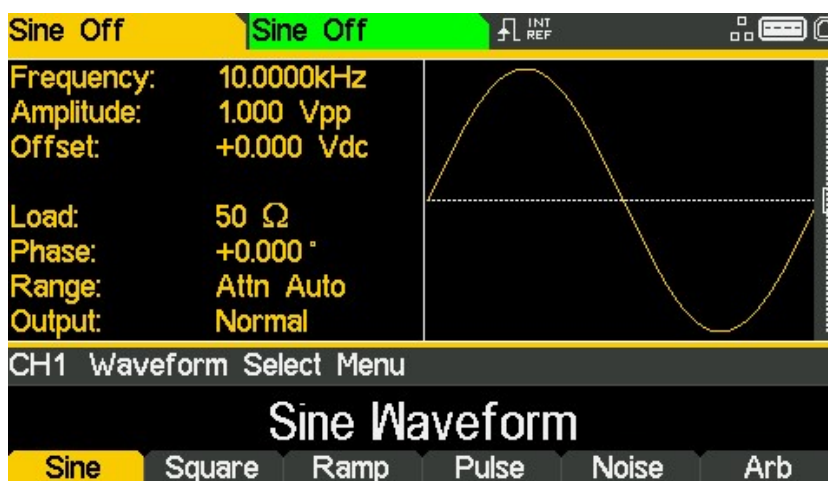 Sine Off Sine Off INT REF
Frequency: 10.0000kHz
Amplitude: 1.000 Vpp
Offset: +0.000 Vdc
Load: 50 Ω
Phase: +0.000°
Range: Attn Auto
Output: Normal
CH1 Waveform Select Menu
Sine Waveform
Sine Square Ramp Pulse Noise Arb